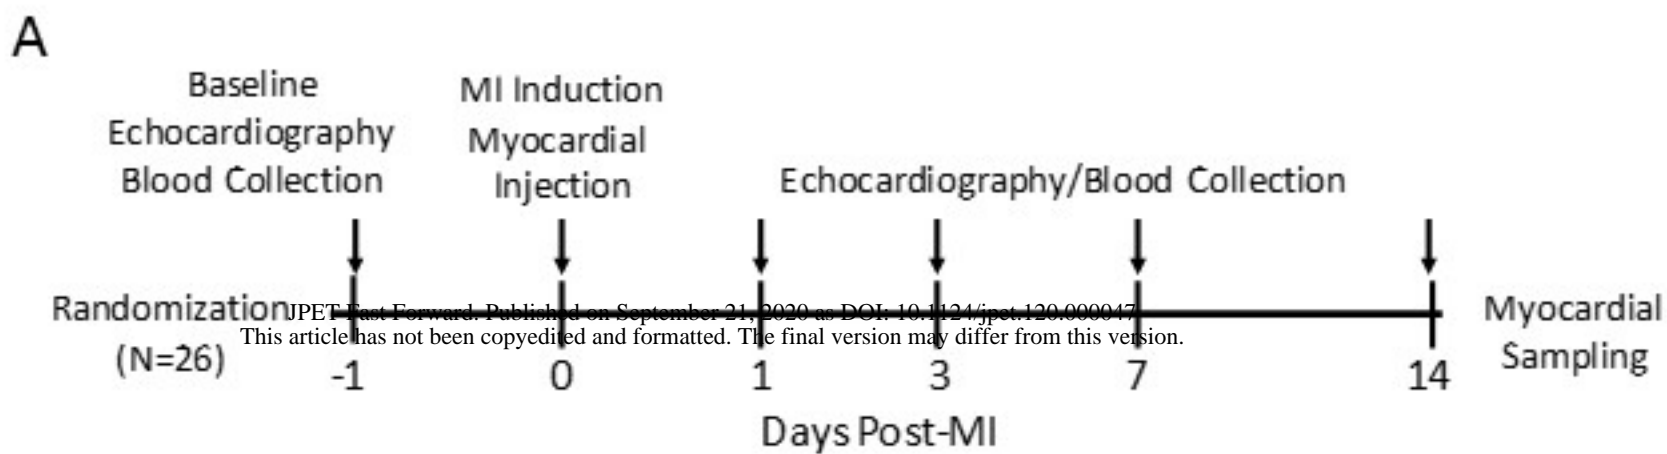 A
Baseline
Echocardiography
Blood Collection
MI Induction
Myocardial
Injection
Echocardiography/Blood Collection
Randomization
(N=26)
JPET Fast Forward. Published on September 21, 2020 as DOI: 10.1124/jpet.120.000047
This article has not been copyedited and formatted. The final version may differ from this version.
Myocardial
Sampling
-1 0 1 3 7 14
Days Post-MI